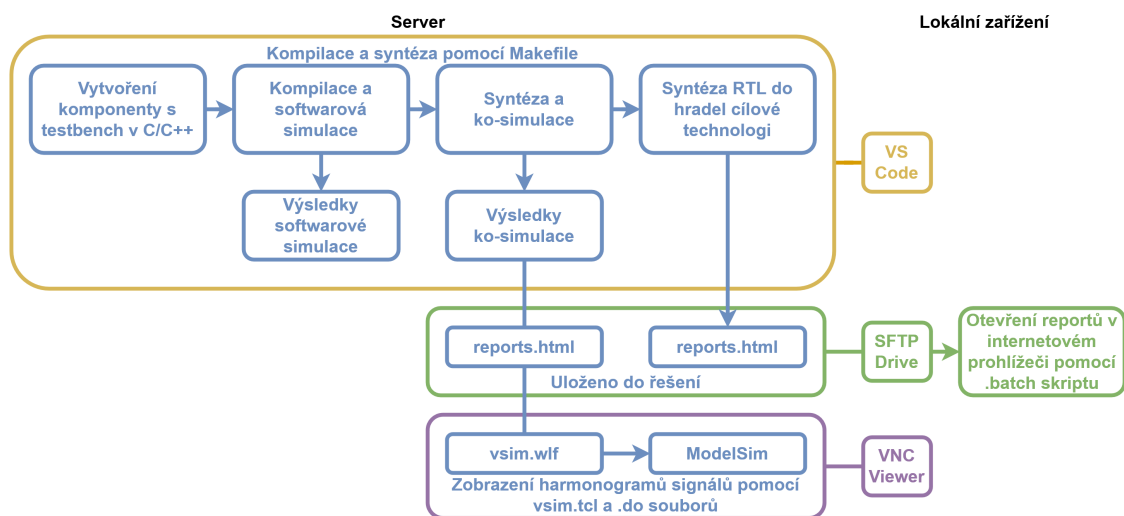 Server
Lokální zařízení
Kompilace a syntéza pomocí Makefile
Vytvoření
komponenty s
testbench v C/C++
Kompilace a
softwarová
simulace
Syntéza a
ko-simulace
Syntéza RTL do
hradel cílové
technologi
VS
Code
Výsledky
softwarové
simulace
Výsledky
ko-simulace
reports.html
reports.html
Uloženo do řešení
SFTP
Drive
Otevření reportů v
internetovém
prohlížeči pomocí
.batch skriptu
vsim.wlf
ModelSim
Zobrazení harmonogramů signálů pomocí
vsim.tcl a .do souborů
VNC
Viewer